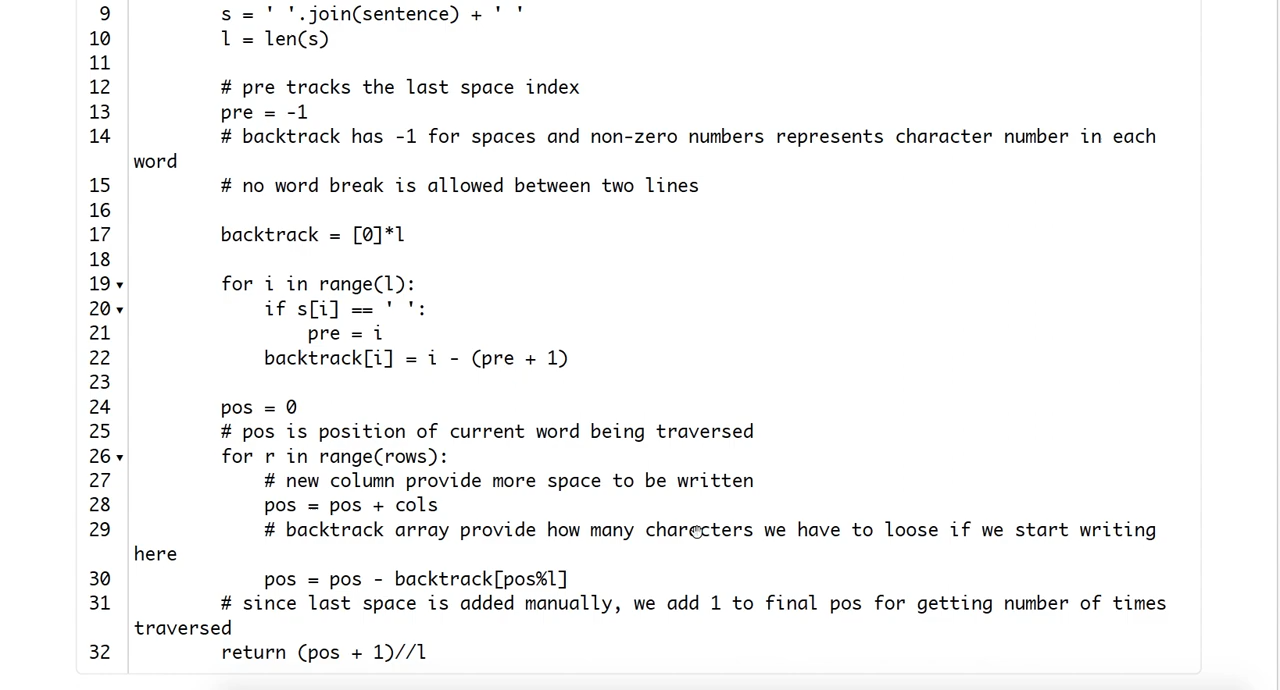 9 s = ' '.join(sentence) + ' '
10 l = len(s)
11
12 # pre tracks the last space index
13 pre = -1
14 # backtrack has -1 for spaces and non-zero numbers represents character number in each
word
15 # no word break is allowed between two lines
16
17 backtrack = [0]*l
18
19 for i in range(l):
20 if s[i] == ' ':
21 pre = i
22 backtrack[i] = i - (pre + 1)
23
24 pos = 0
25 # pos is position of current word being traversed
26 for r in range(rows):
27 # new column provide more space to be written
28 pos = pos + cols
29 # backtrack array provide how many characters we have to loose if we start writing
here
30 pos = pos - backtrack[pos%l]
31 # since last space is added manually, we add 1 to final pos for getting number of times
traversed
32 return (pos + 1)//l